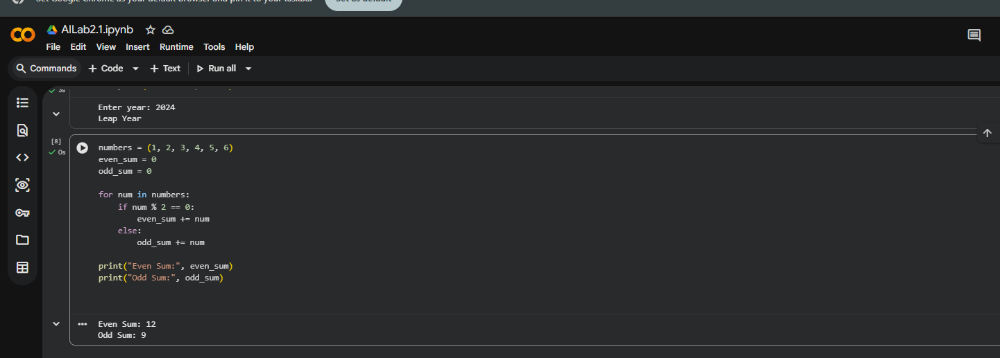 Set Google Chrome as your default browser and pin it to your taskbar
Set as default
AILab2.1.ipynb
File Edit View Insert Runtime Tools Help
Commands + Code + Text Run all
3s
Enter year: 2024
Leap Year
[8]
0s
numbers = (1, 2, 3, 4, 5, 6)
even_sum = 0
odd_sum = 0
for num in numbers:
    if num % 2 == 0:
        even_sum += num
    else:
        odd_sum += num
print("Even Sum:", even_sum)
print("Odd Sum:", odd_sum)
Even Sum: 12
Odd Sum: 9